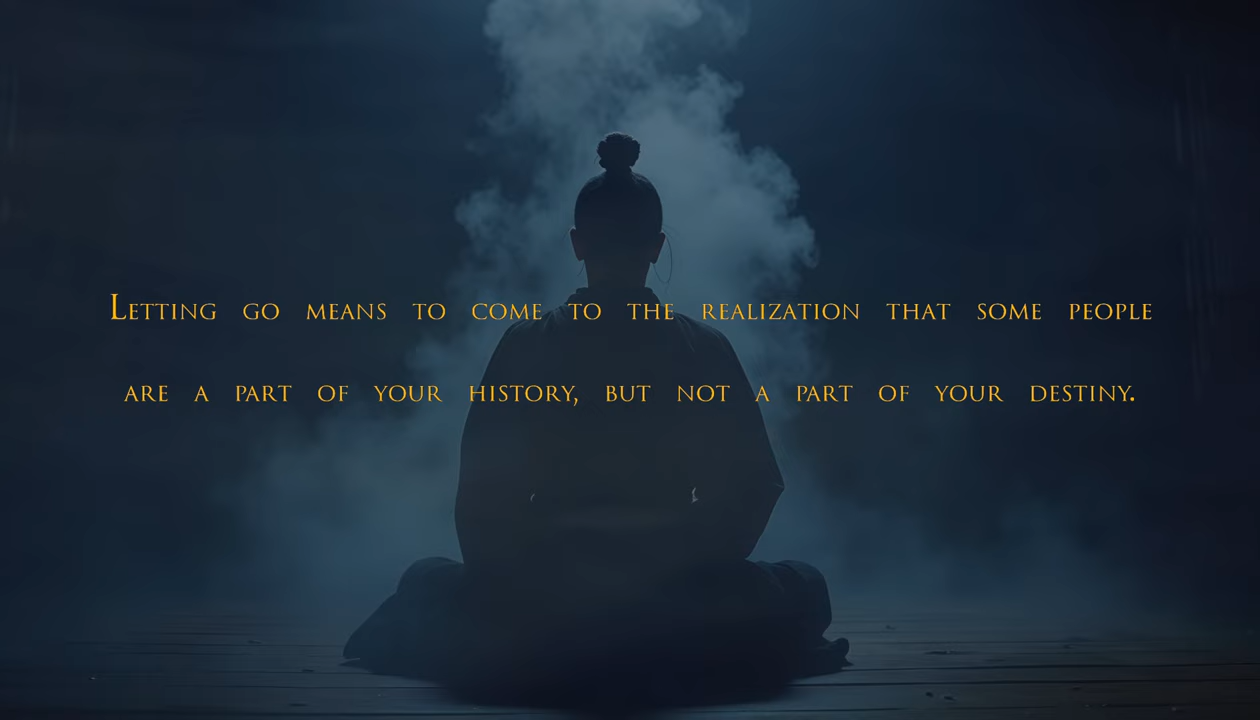 Letting go means to come to the realization that some people
are a part of your history, but not a part of your destiny.